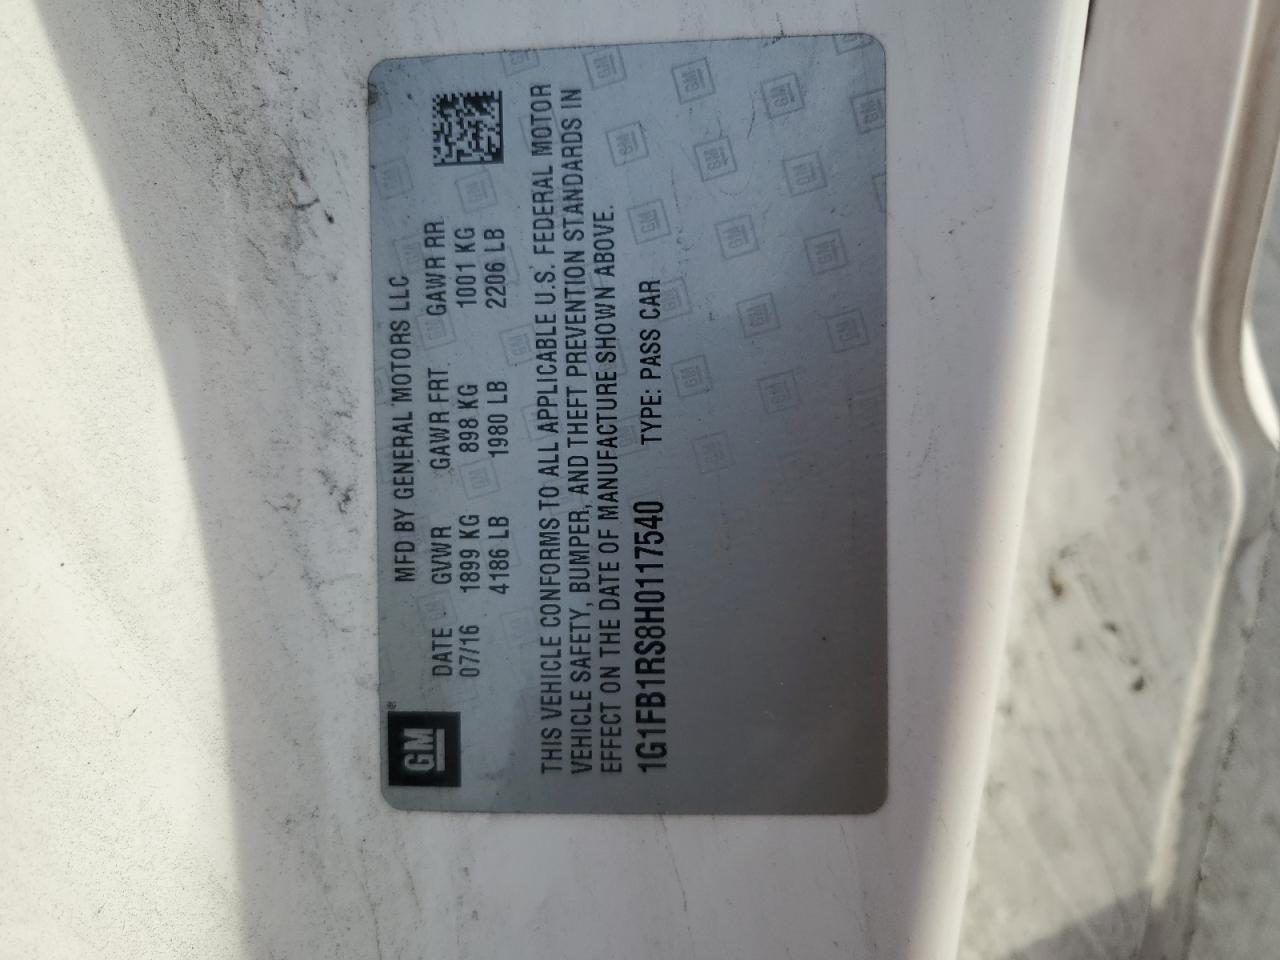 GM®
MFD BY GENERAL MOTORS LLC
DATE GVWR GAWR FRT GAWR RR
07/16 1899 KG 898 KG 1001 KG
4186 LB 1980 LB 2206 LB
THIS VEHICLE CONFORMS TO ALL APPLICABLE U.S. FEDERAL MOTOR
VEHICLE SAFETY, BUMPER, AND THEFT PREVENTION STANDARDS IN
EFFECT ON THE DATE OF MANUFACTURE SHOWN ABOVE.
1G1FB1RS8H0117540 TYPE: PASS CAR